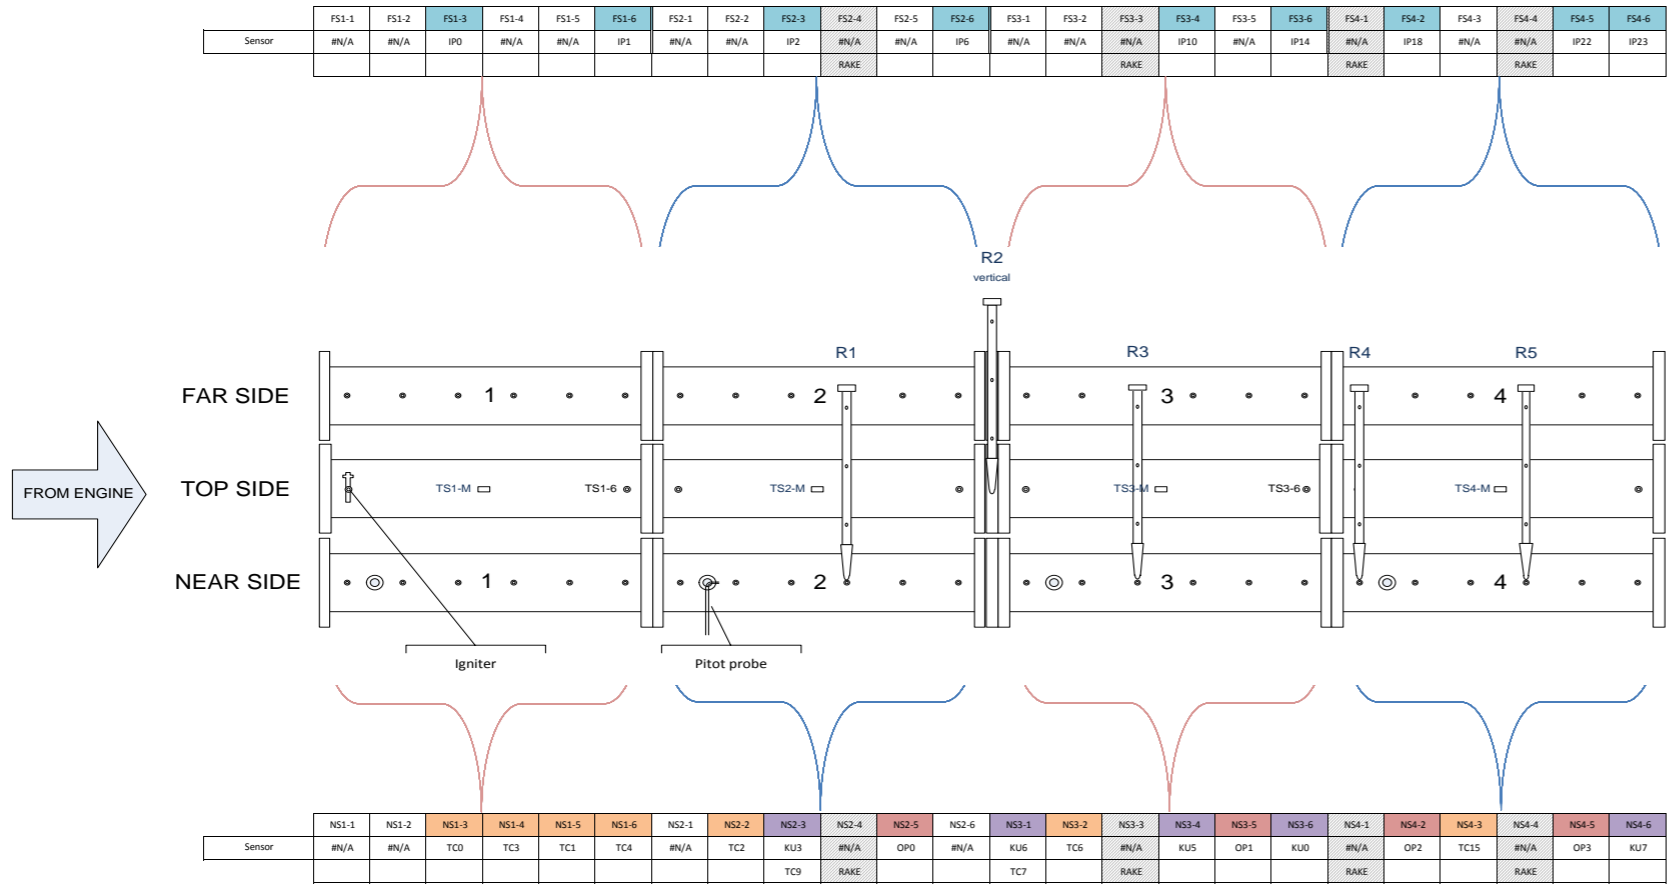 FS1-1 FS1-2 FS1-3 FS1-4 FS1-5 FS1-6 FS2-1 FS2-2 FS2-3 FS2-4 FS2-5 FS2-6 FS3-1 FS3-2 FS3-3 FS3-4 FS3-5 FS3-6 FS4-1 FS4-2 FS4-3 FS4-4 FS4-5 FS4-6
Sensor #N/A #N/A IP0 #N/A #N/A IP1 #N/A #N/A IP2 #N/A #N/A IP6 #N/A #N/A #N/A IP10 #N/A IP14 #N/A IP18 #N/A #N/A IP22 IP23
RAKE RAKE RAKE RAKE
R2
vertical
R1 R3 R4 R5
FAR SIDE 1 2 3 4
FROM ENGINE TOP SIDE TS1-M TS1-6 TS2-M TS3-M TS3-6 TS4-M
NEAR SIDE 1 2 3 4
Igniter Pitot probe
NS1-1 NS1-2 NS1-3 NS1-4 NS1-5 NS1-6 NS2-1 NS2-2 NS2-3 NS2-4 NS2-5 NS2-6 NS3-1 NS3-2 NS3-3 NS3-4 NS3-5 NS3-6 NS4-1 NS4-2 NS4-3 NS4-4 NS4-5 NS4-6
Sensor #N/A #N/A TC0 TC3 TC1 TC4 #N/A TC2 KU3 #N/A OP0 #N/A KU6 TC6 #N/A KU5 OP1 KU0 #N/A OP2 TC15 #N/A OP3 KU7
TC9 RAKE TC7 RAKE RAKE RAKE